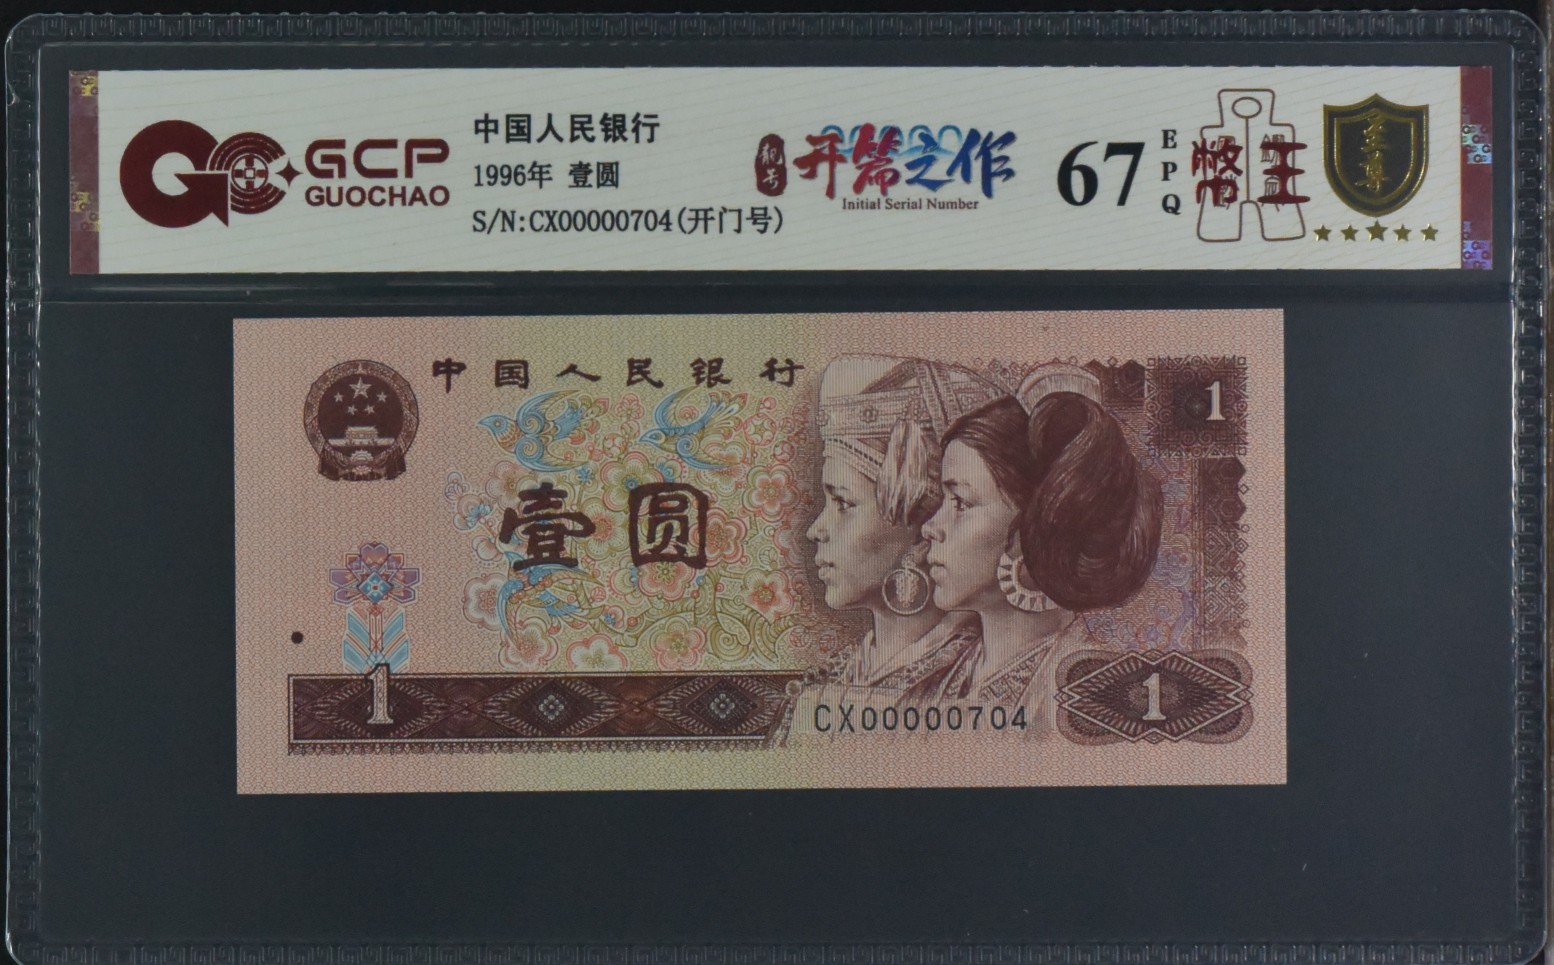 GCP
GUOCHAO
中国人民银行
1996年 壹圆
S/N:CX00000704(开门号)
靓号
开篇之作
Initial Serial Number
67
EPQ
币王
至尊
中国人民银行
1
壹圆
1
CX00000704
1